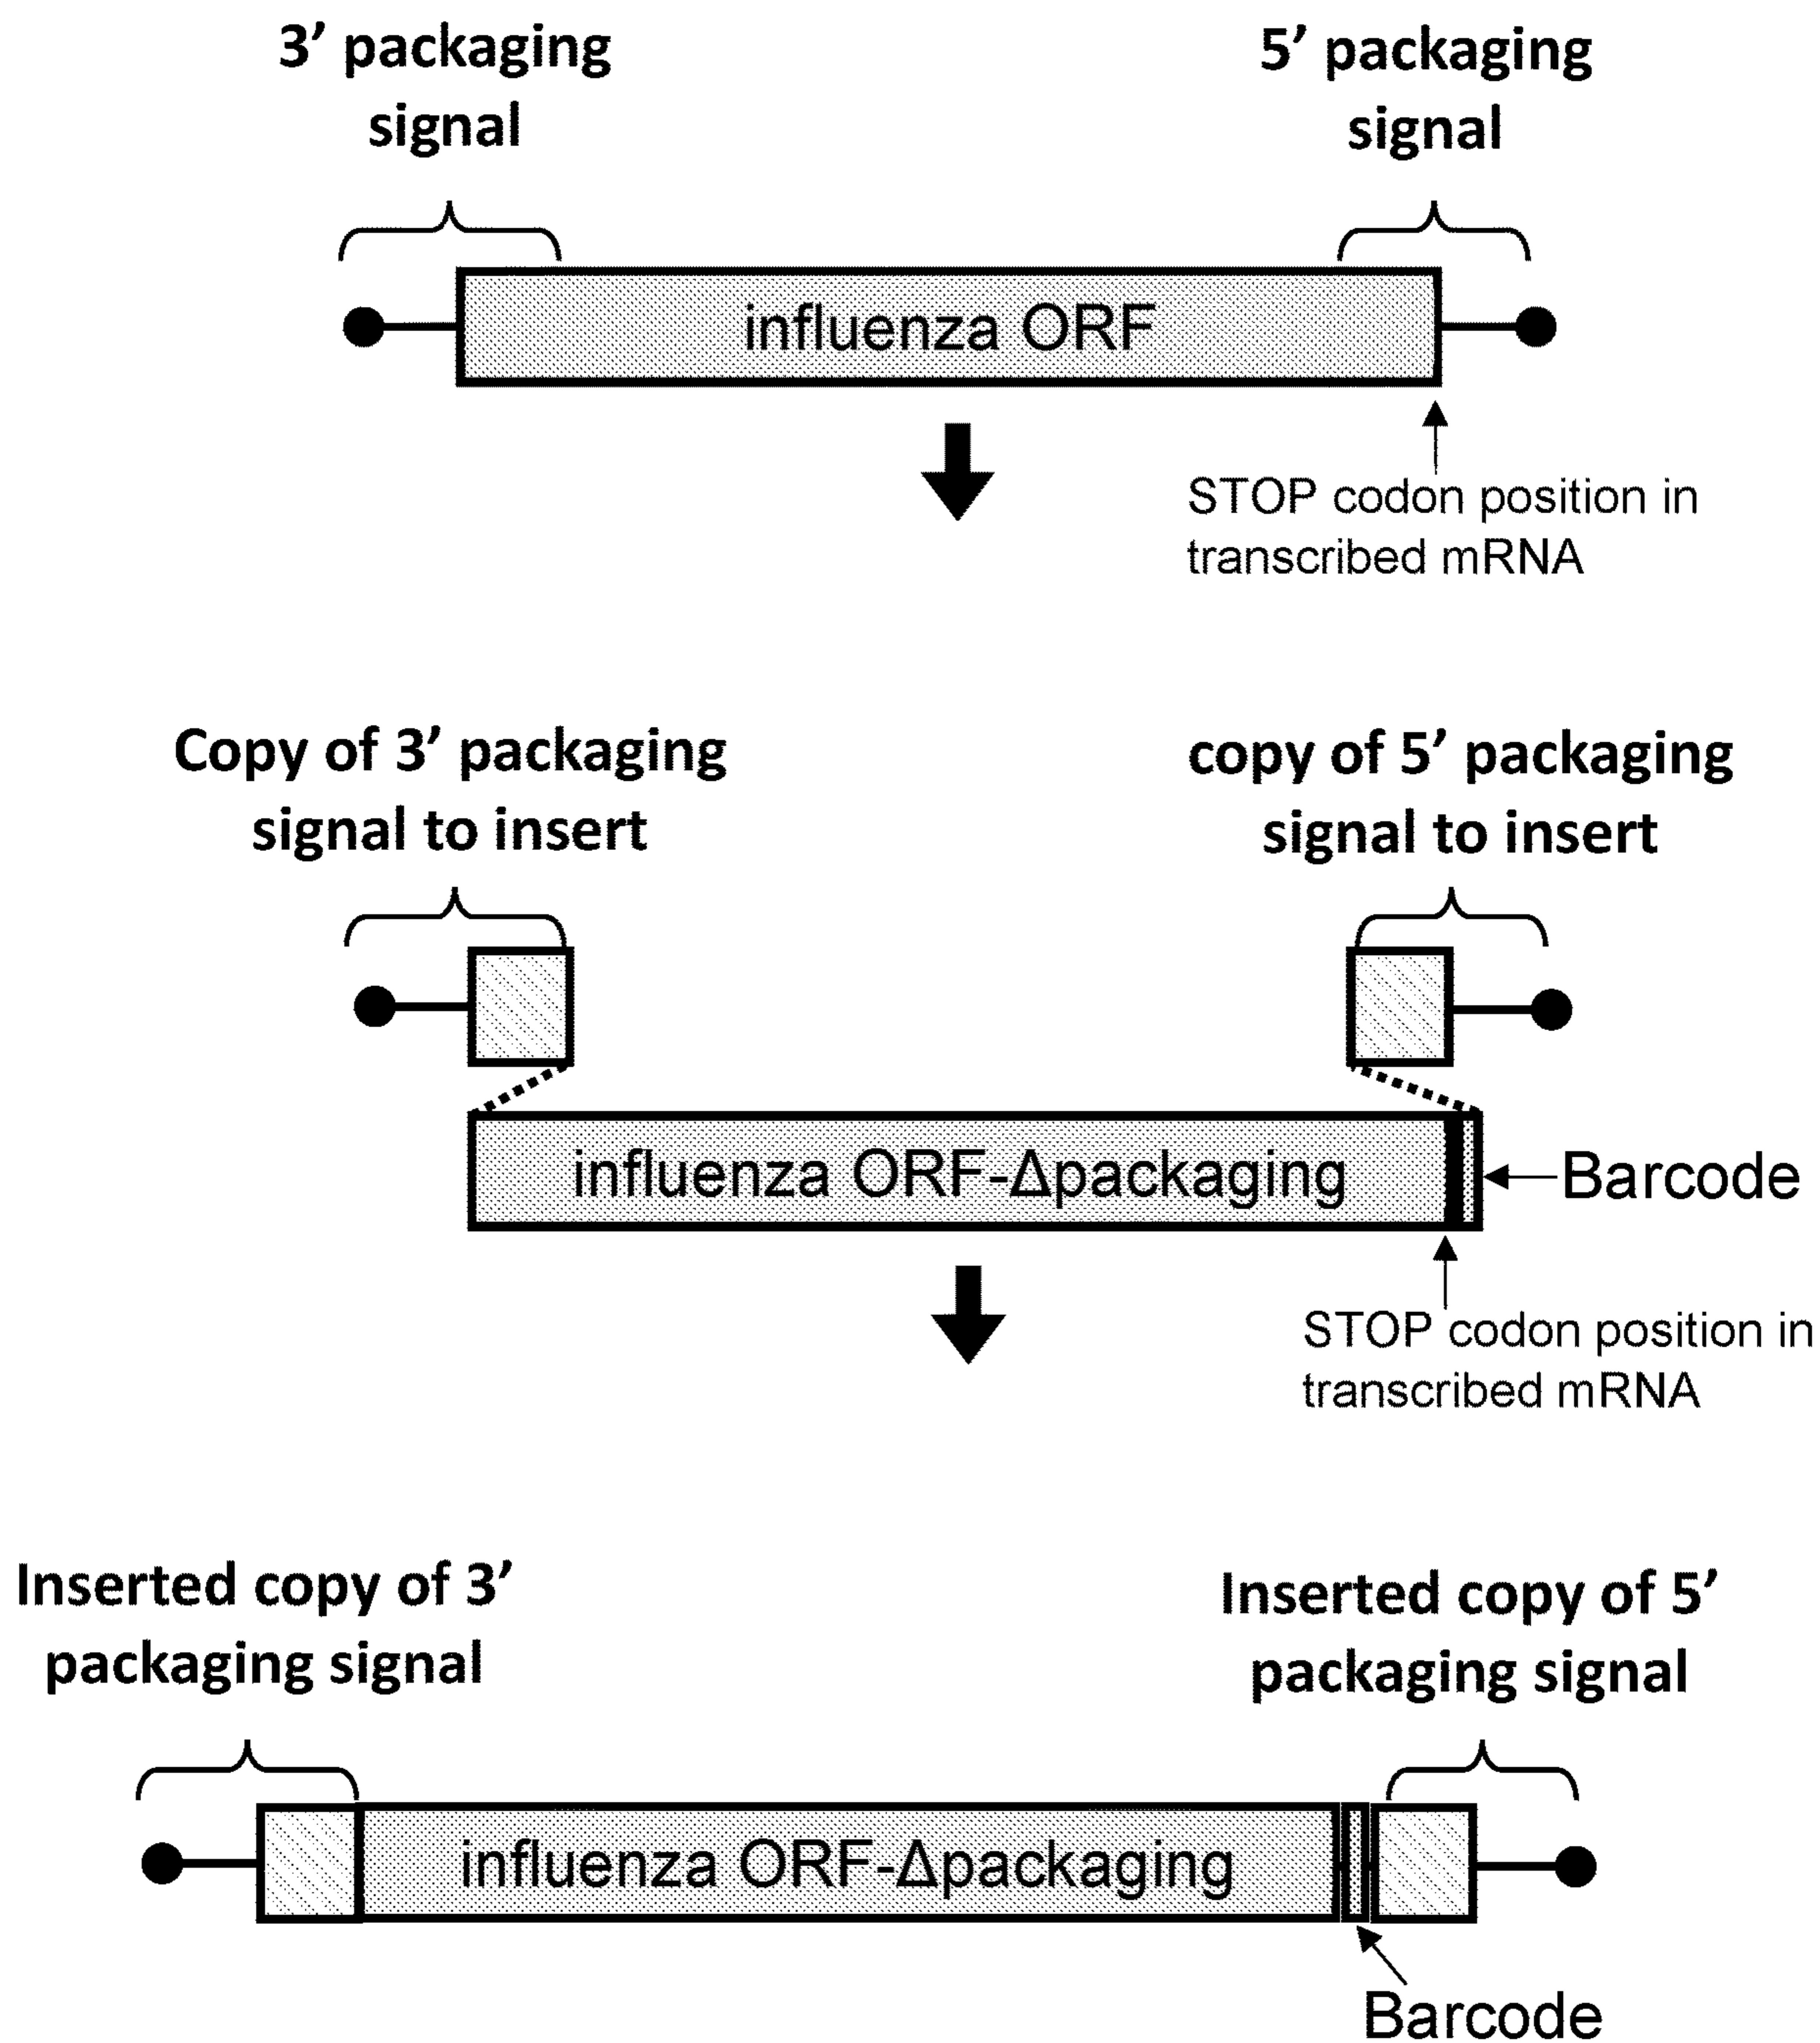 3’ packaging
signal
5’ packaging
signal
influenza ORF
STOP codon position in
transcribed mRNA
Copy of 3’ packaging
signal to insert
copy of 5’ packaging
signal to insert
influenza ORF-Δpackaging
Barcode
STOP codon position in
transcribed mRNA
Inserted copy of 3’
packaging signal
Inserted copy of 5’
packaging signal
influenza ORF-Δpackaging
Barcode